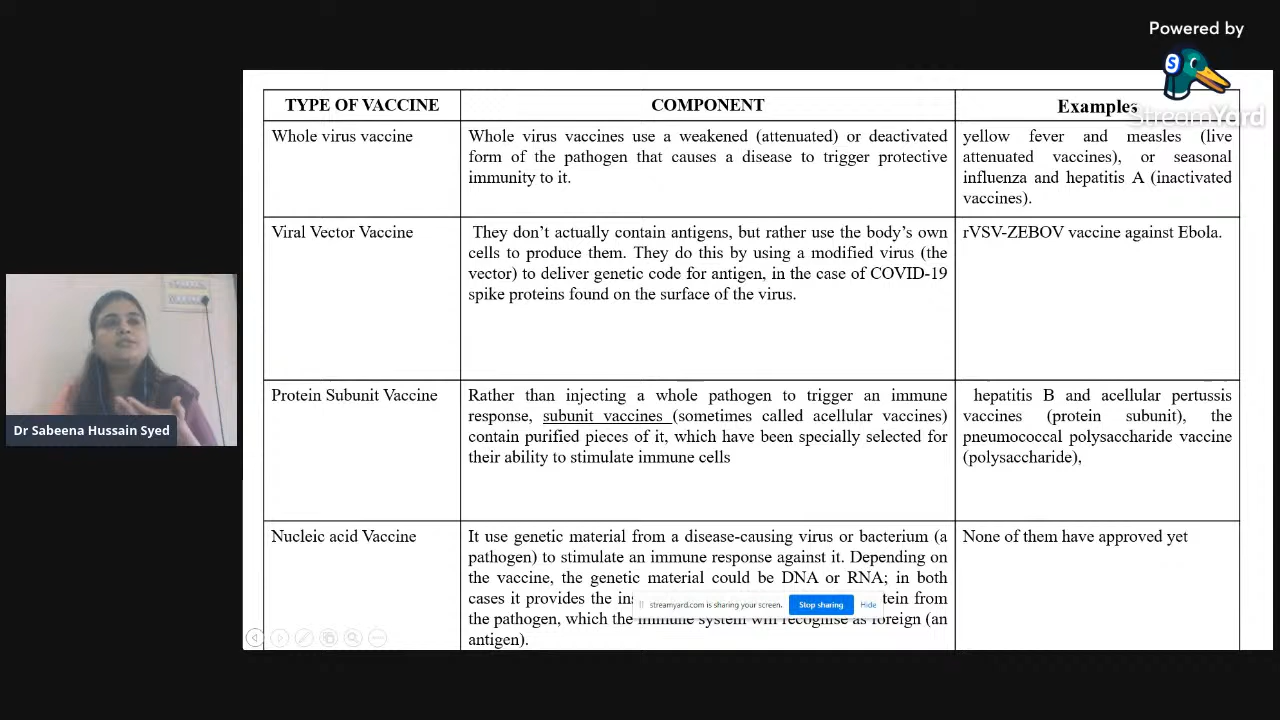 Powered by
StreamYard
TYPE OF VACCINE
COMPONENT
Examples
Whole virus vaccine
Whole virus vaccines use a weakened (attenuated) or deactivated
form of the pathogen that causes a disease to trigger protective
immunity to it.
yellow fever and measles (live
attenuated vaccines), or seasonal
influenza and hepatitis A (inactivated
vaccines).
Viral Vector Vaccine
They don’t actually contain antigens, but rather use the body’s own
cells to produce them. They do this by using a modified virus (the
vector) to deliver genetic code for antigen, in the case of COVID-19
spike proteins found on the surface of the virus.
rVSV-ZEBOV vaccine against Ebola.
Protein Subunit Vaccine
Rather than injecting a whole pathogen to trigger an immune
response, subunit vaccines (sometimes called acellular vaccines)
contain purified pieces of it, which have been specially selected for
their ability to stimulate immune cells
hepatitis B and acellular pertussis
vaccines (protein subunit), the
pneumococcal polysaccharide vaccine
(polysaccharide),
Nucleic acid Vaccine
It use genetic material from a disease-causing virus or bacterium (a
pathogen) to stimulate an immune response against it. Depending on
the vaccine, the genetic material could be DNA or RNA; in both
cases it provides the from
the pathogen, which the immune system will recognise as foreign (an
antigen).
None of them have approved yet
streamyard.com is sharing your screen.
Stop sharing
Hide
Dr Sabeena Hussain Syed